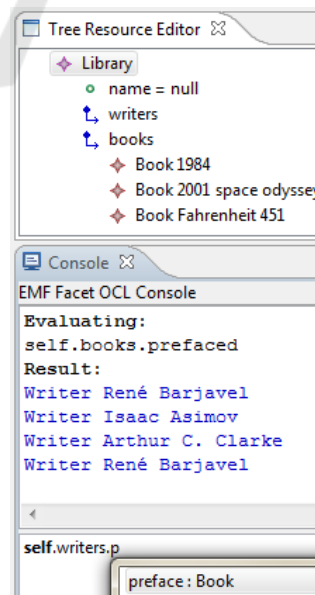 Tree Resource Editor
Library
name = null
writers
books
Book 1984
Book 2001 space odyssey
Book Fahrenheit 451
Console
EMF Facet OCL Console
Evaluating:
self.books.prefaced
Result:
Writer René Barjavel
Writer Isaac Asimov
Writer Arthur C. Clarke
Writer René Barjavel
self.writers.p
preface : Book